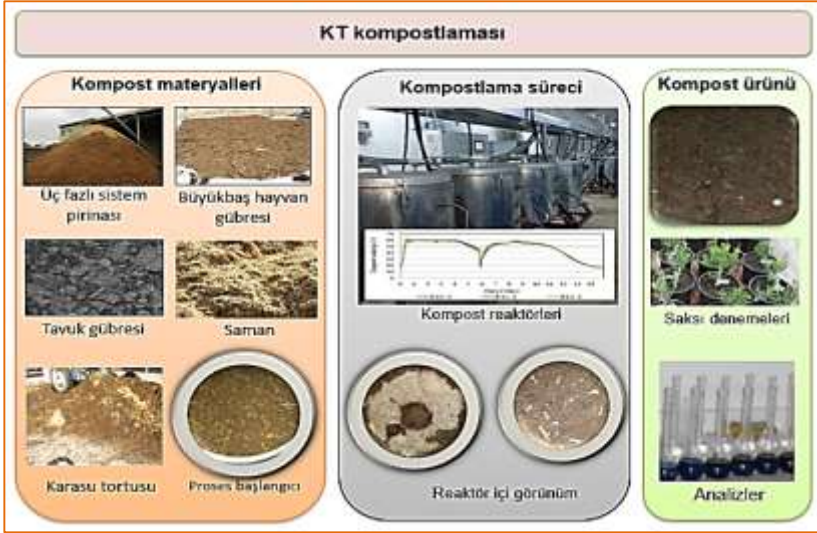 KT kompostlaması
Kompost materyalleri
Üç fazlı sistem
pirinası
Büyükbaş hayvan
gübresi
Tavuk gübresi
Saman
Karasu tortusu
Proses başlangıcı
Kompostlama süreci
Kompost reaktörleri
Reaktör içi görünüm
Kompost ürünü
Saksı denemeleri
Analizler